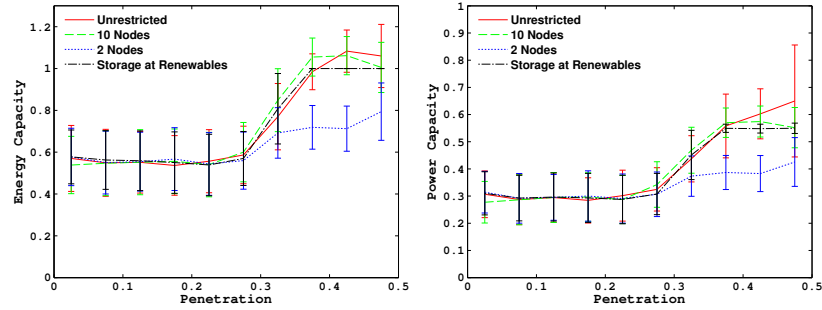 Unrestricted
10 Nodes
2 Nodes
Storage at Renewables
Energy Capacity
1.2
1
0.8
0.6
0.4
0.2
0
0.1
0.2
0.3
0.4
0.5
Penetration
Unrestricted
10 Nodes
2 Nodes
Storage at Renewables
Power Capacity
1
0.9
0.8
0.7
0.6
0.5
0.4
0.3
0.2
0.1
0
0
0.1
0.2
0.3
0.4
0.5
Penetration